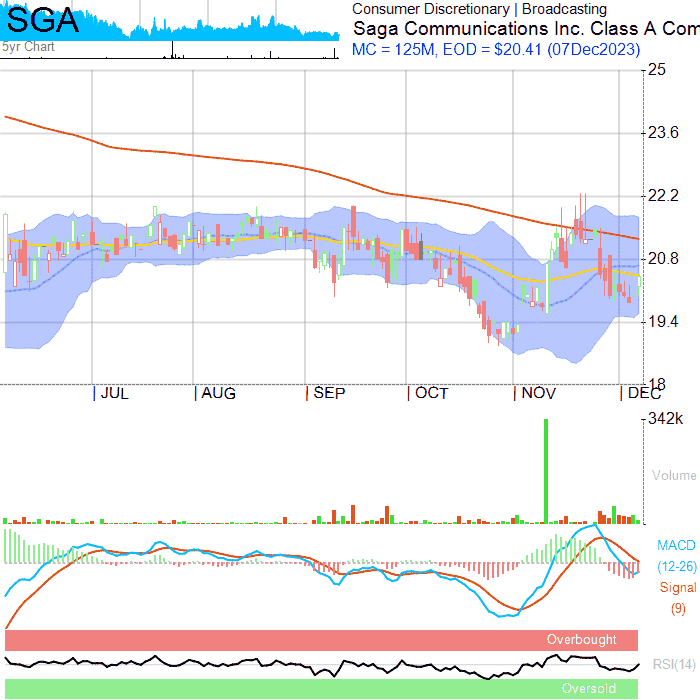 SGA
5yr Chart
Consumer Discretionary | Broadcasting
Saga Communications Inc. Class A Com
MC = 125M, EOD = $20.41 (07Dec2023)
25
23.6
22.2
20.8
19.4
18
JUL AUG SEP OCT NOV DEC
342k
Volume
MACD
(12-26)
Signal
(9)
Overbought
RSI(14)
Oversold